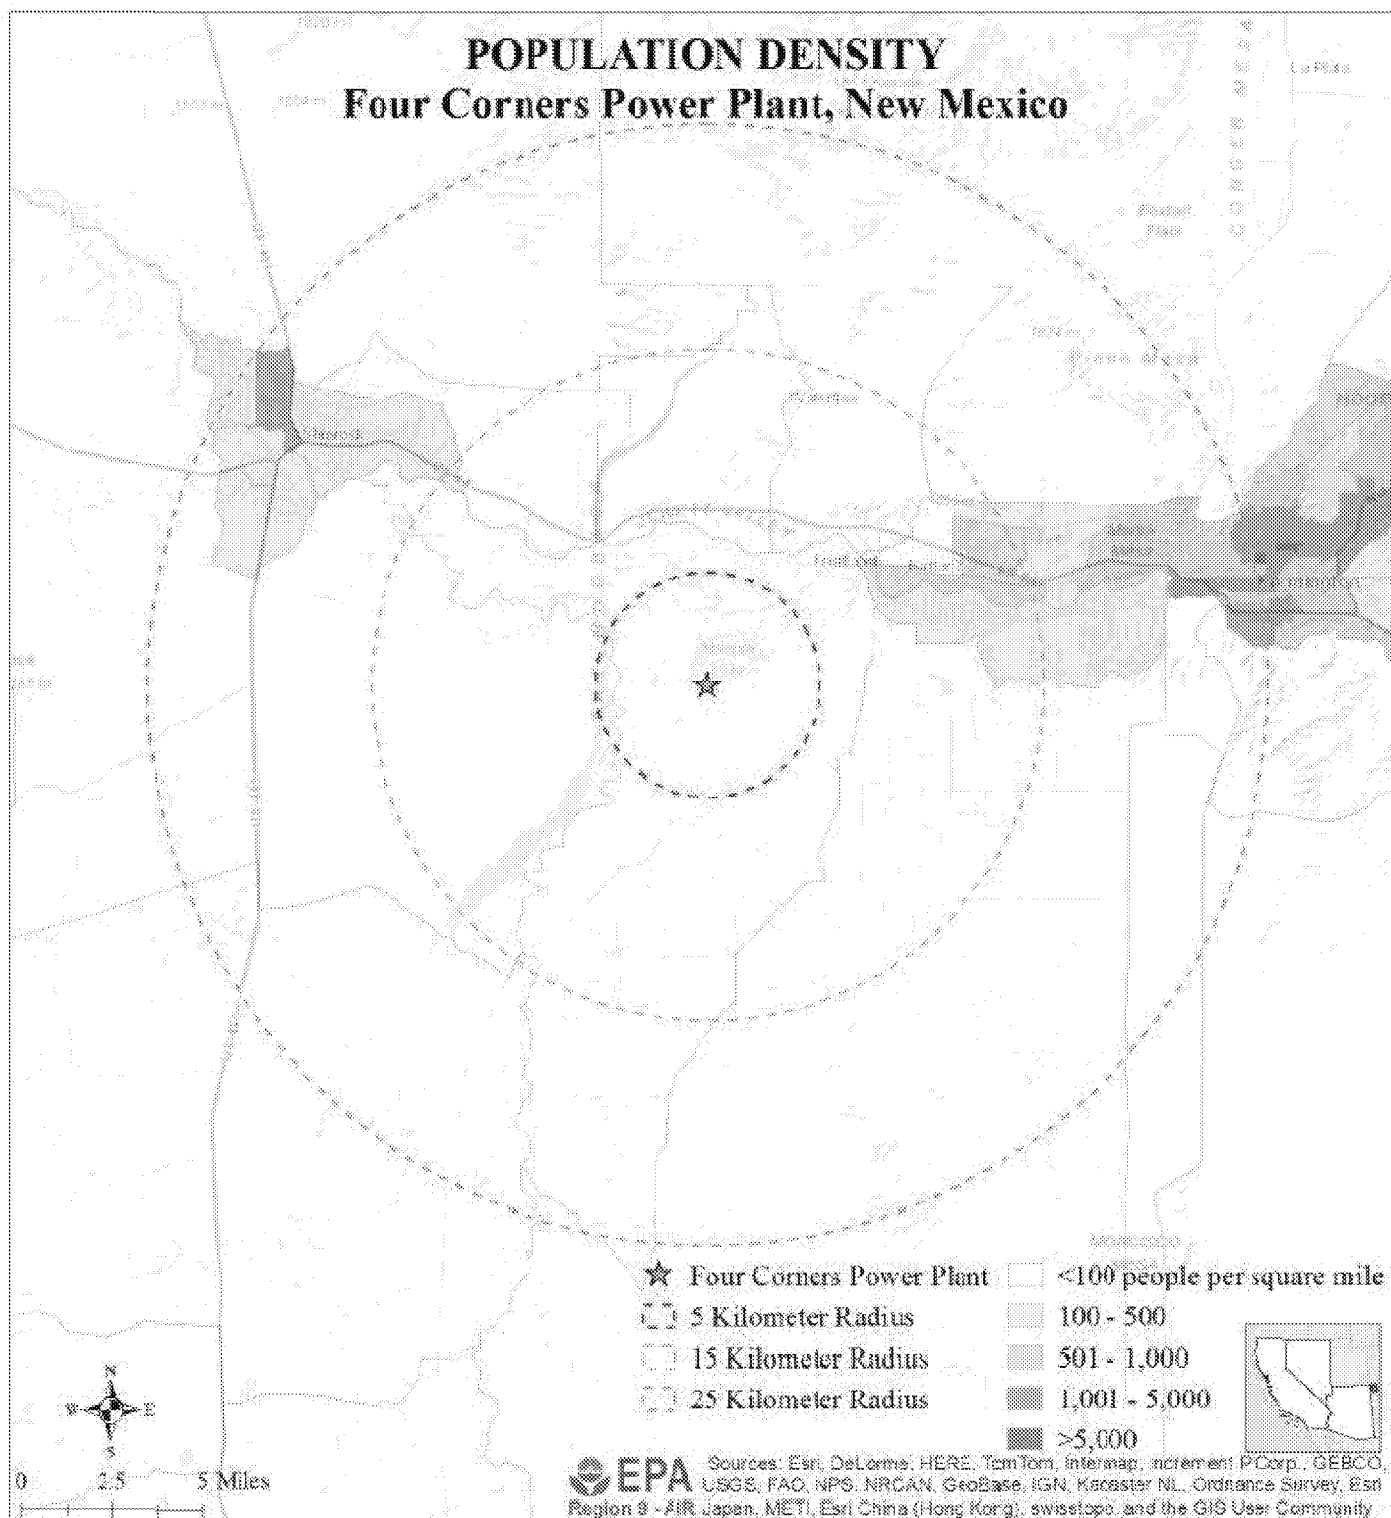 POPULATION DENSITY
Four Corners Power Plant, New Mexico
La Plata
Fruitland
Four Corners Power Plant
5 Kilometer Radius
15 Kilometer Radius
25 Kilometer Radius
<100 people per square mile
100 - 500
501 - 1,000
1,001 - 5,000
>5,000
N
W E
S
0 2.5 5 Miles
EPA
Region 9 - AIR
Sources: Esri, DeLorme, HERE, TomTom, Intermap, increment P Corp., GEBCO,
USGS, FAO, NPS, NRCAN, GeoBase, IGN, Kadaster NL, Ordnance Survey, Esri
Japan, METI, Esri China (Hong Kong), swisstopo, and the GIS User Community